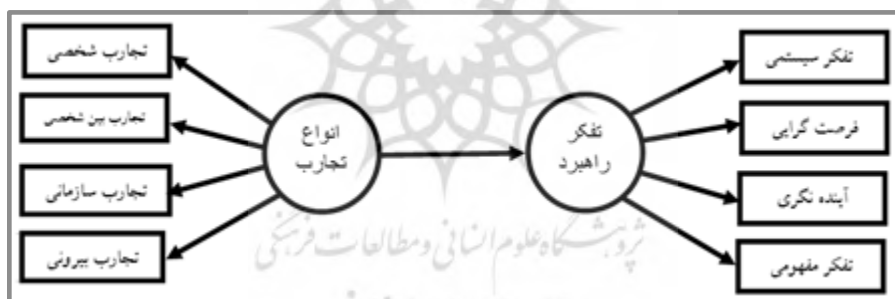 تفکر سیستمی
فرصت گرایی
آینده نگری
تفکر مفهومی
تفکر
راهبرد
انواع
تجارب
تجارب شخصی
تجارب بین شخصی
تجارب سازمانی
تجارب بیرونی
پژوهشگاه علوم انسانی و مطالعات فرهنگی